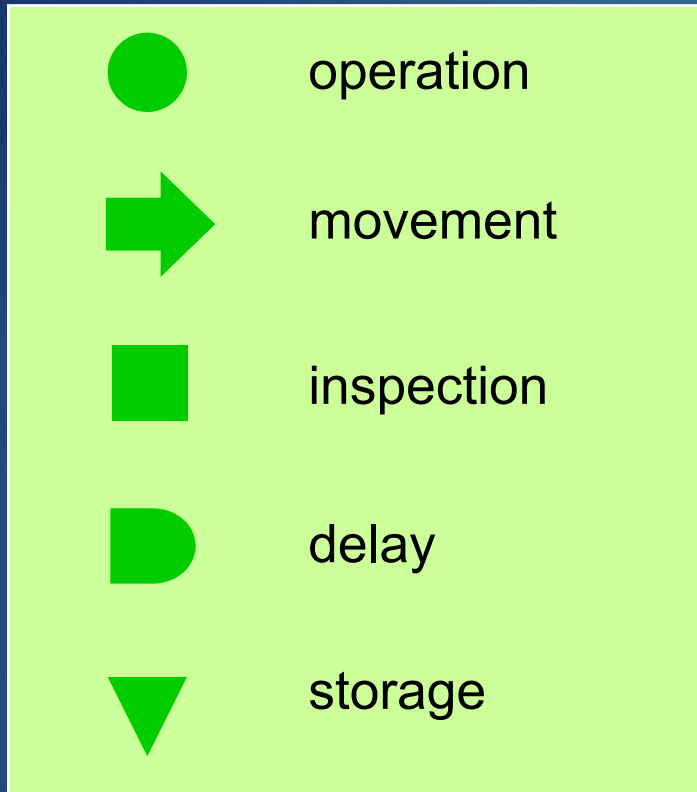 operation
movement
inspection
delay
storage